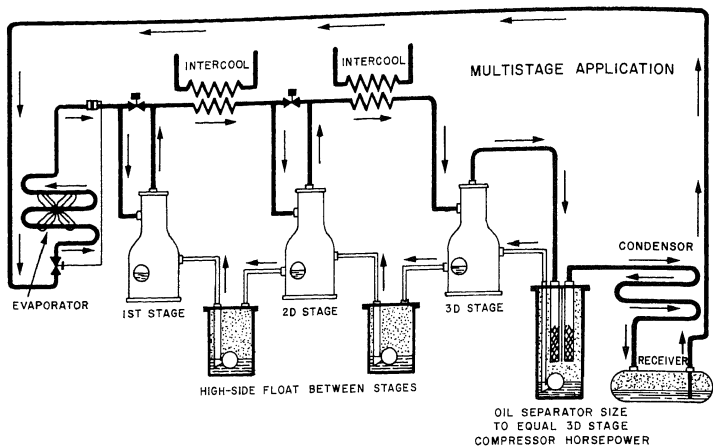 INTERCOOL
INTERCOOL
MULTISTAGE APPLICATION
CONDENSOR
EVAPORATOR
1ST STAGE
2D STAGE
3D STAGE
RECEIVER
HIGH-SIDE FLOAT BETWEEN STAGES
OIL SEPARATOR SIZE
TO EQUAL 3D STAGE
COMPRESSOR HORSEPOWER